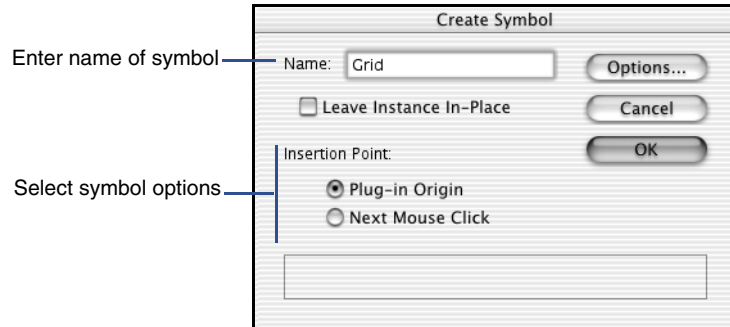 Create Symbol
Enter name of symbol
Name: Grid
Options...
Leave Instance In-Place
Cancel
OK
Insertion Point:
Select symbol options
Plug-in Origin
Next Mouse Click